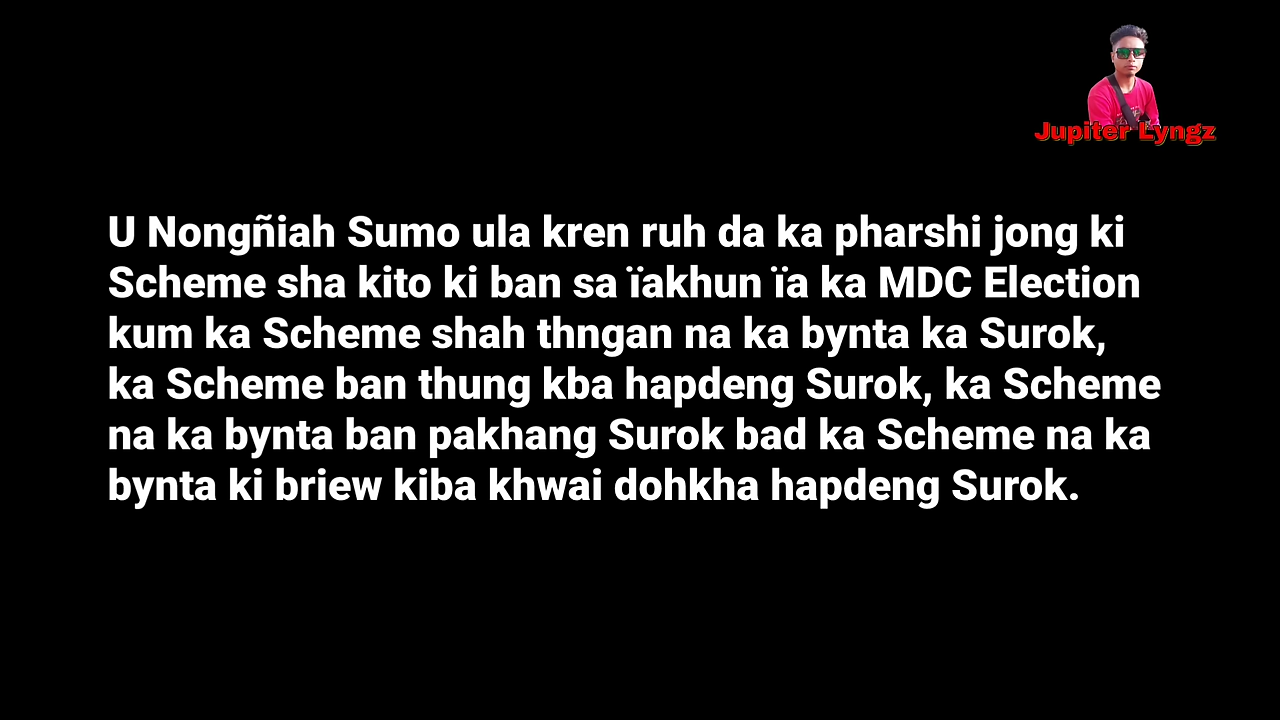 Jupiter Lyngz
U Nongñiah Sumo ula kren ruh da ka pharshi jong ki
Scheme sha kito ki ban sa ïakhun ïa ka MDC Election
kum ka Scheme shah thngan na ka bynta ka Surok,
ka Scheme ban thung kba hapdeng Surok, ka Scheme
na ka bynta ban pakhang Surok bad ka Scheme na ka
bynta ki briew kiba khwai dohkha hapdeng Surok.